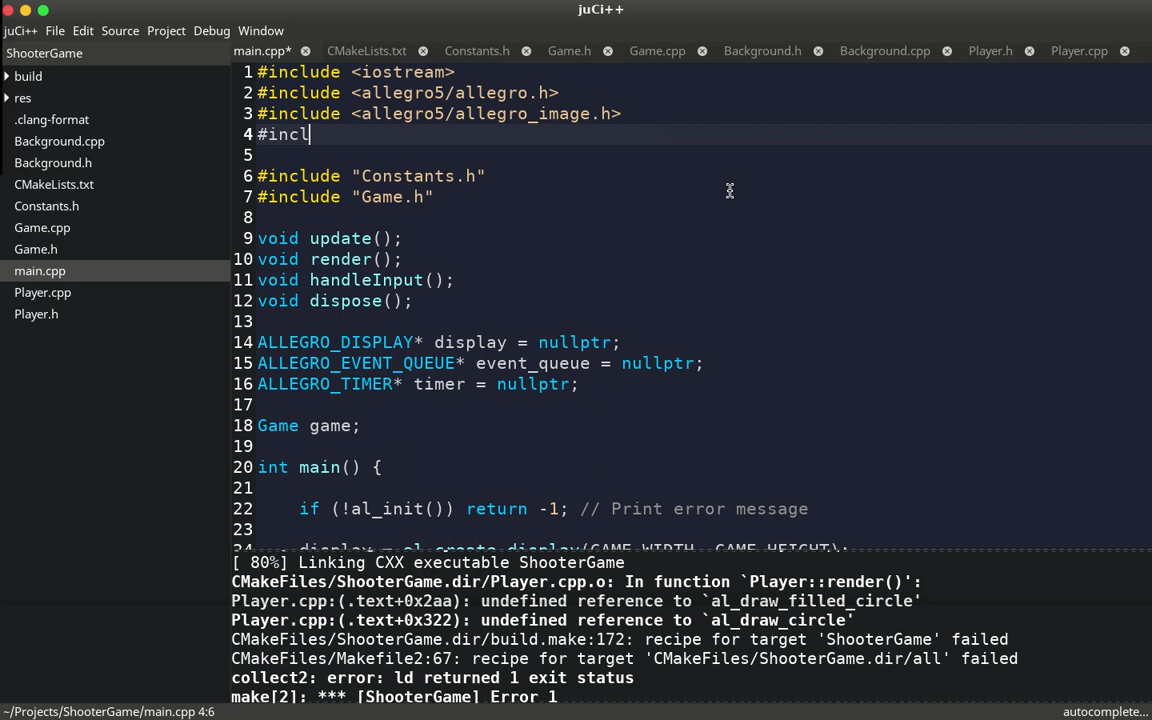 juCi++
juCi++ File Edit Source Project Debug Window
ShooterGame
main.cpp* CMakeLists.txt Constants.h Game.h Game.cpp Background.h Background.cpp Player.h Player.cpp
build
res
.clang-format
Background.cpp
Background.h
CMakeLists.txt
Constants.h
Game.cpp
Game.h
main.cpp
Player.cpp
Player.h
1 #include <iostream>
2 #include <allegro5/allegro.h>
3 #include <allegro5/allegro_image.h>
4 #incl
5
6 #include "Constants.h"
7 #include "Game.h"
8
9 void update();
10 void render();
11 void handleInput();
12 void dispose();
13
14 ALLEGRO_DISPLAY* display = nullptr;
15 ALLEGRO_EVENT_QUEUE* event_queue = nullptr;
16 ALLEGRO_TIMER* timer = nullptr;
17
18 Game game;
19
20 int main() {
21
22 if (!al_init()) return -1; // Print error message
23
24 display = al_create_display(GAME_WIDTH, GAME_HEIGHT);
[ 80%] Linking CXX executable ShooterGame
CMakeFiles/ShooterGame.dir/Player.cpp.o: In function `Player::render()':
Player.cpp:(.text+0x2aa): undefined reference to `al_draw_filled_circle'
Player.cpp:(.text+0x322): undefined reference to `al_draw_circle'
CMakeFiles/ShooterGame.dir/build.make:172: recipe for target 'ShooterGame' failed
CMakeFiles/Makefile2:67: recipe for target 'CMakeFiles/ShooterGame.dir/all' failed
collect2: error: ld returned 1 exit status
make[2]: *** [ShooterGame] Error 1
~/Projects/ShooterGame/main.cpp 4:6
autocomplete...